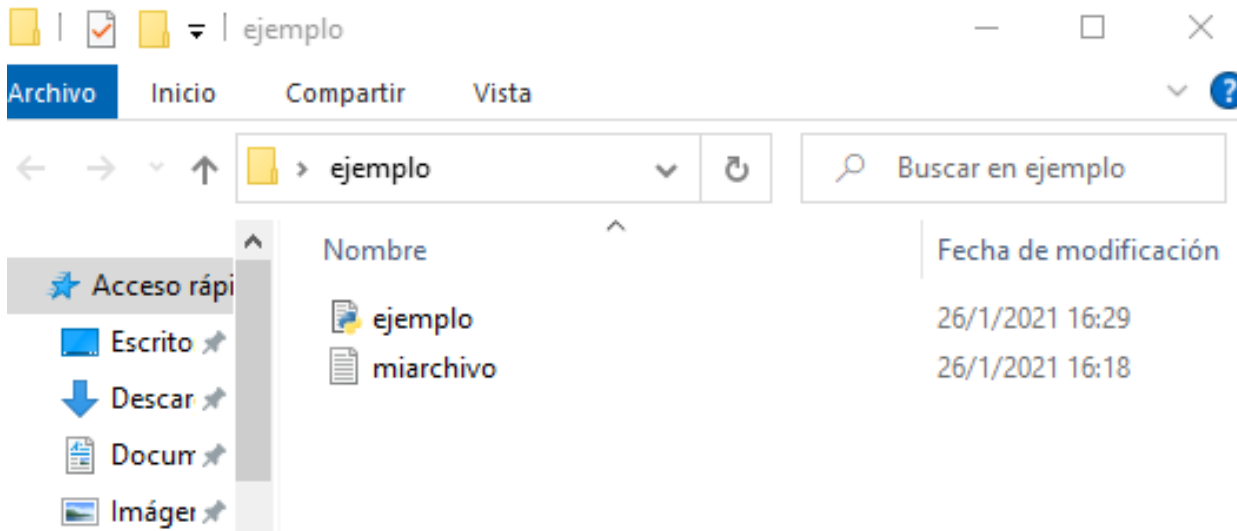 ejemplo
Archivo Inicio Compartir Vista ?
ejemplo Buscar en ejemplo
Nombre Fecha de modificación
Acceso rápi
ejemplo 26/1/2021 16:29
Escrito
miarchivo 26/1/2021 16:18
Descar
Docum
Imáger